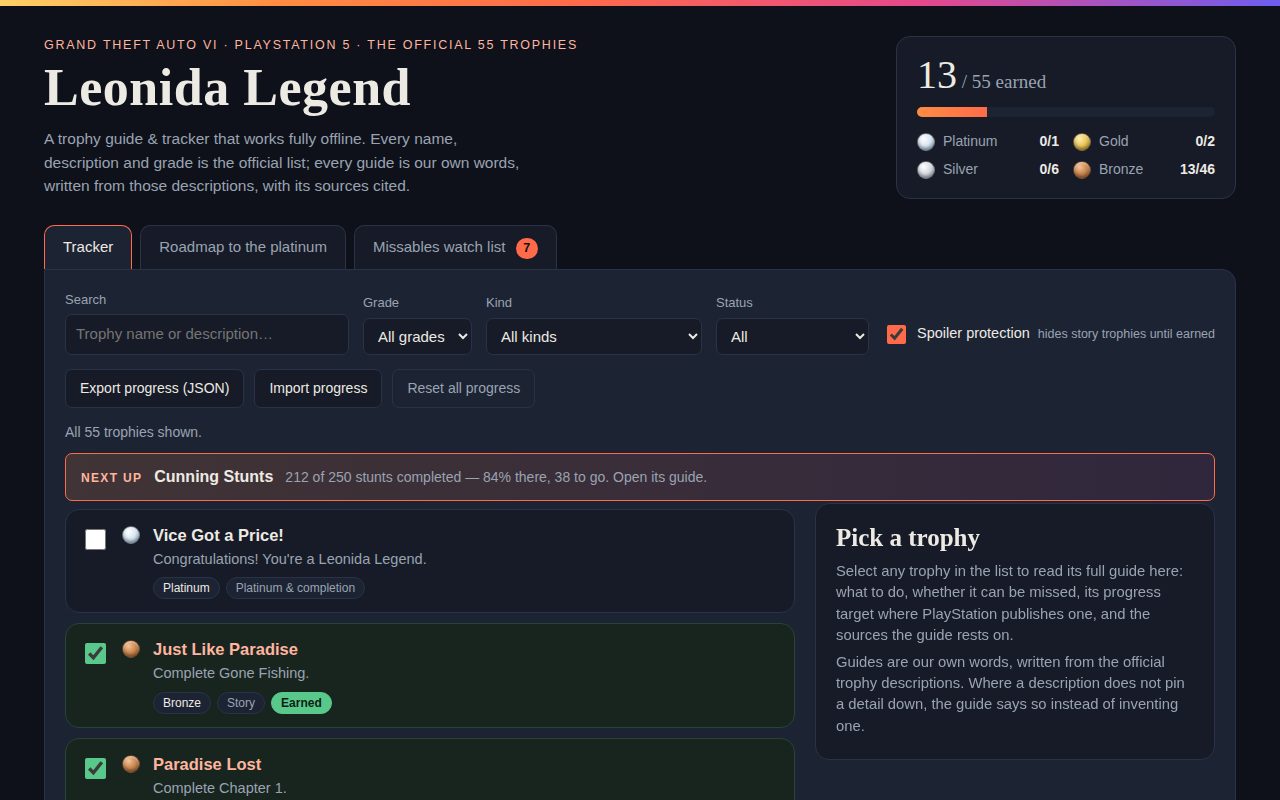 GRAND THEFT AUTO VI · PLAYSTATION 5 · THE OFFICIAL 55 TROPHIES
Leonida Legend
A trophy guide & tracker that works fully offline. Every name,
description and grade is the official list; every guide is our own words,
written from those descriptions, with its sources cited.
13 / 55 earned
Platinum 0/1 Gold 0/2
Silver 0/6 Bronze 13/46
Tracker Roadmap to the platinum Missables watch list 7
Search Grade Kind Status
Trophy name or description… All grades All kinds All Spoiler protection hides story trophies until earned
Export progress (JSON) Import progress Reset all progress
All 55 trophies shown.
NEXT UP Cunning Stunts 212 of 250 stunts completed — 84% there, 38 to go. Open its guide.
Vice Got a Price!
Congratulations! You're a Leonida Legend.
Platinum Platinum & completion
Just Like Paradise
Complete Gone Fishing.
Bronze Story Earned
Paradise Lost
Complete Chapter 1.
Pick a trophy
Select any trophy in the list to read its full guide here:
what to do, whether it can be missed, its progress
target where PlayStation publishes one, and the
sources the guide rests on.
Guides are our own words, written from the official
trophy descriptions. Where a description does not pin
a detail down, the guide says so instead of inventing
one.